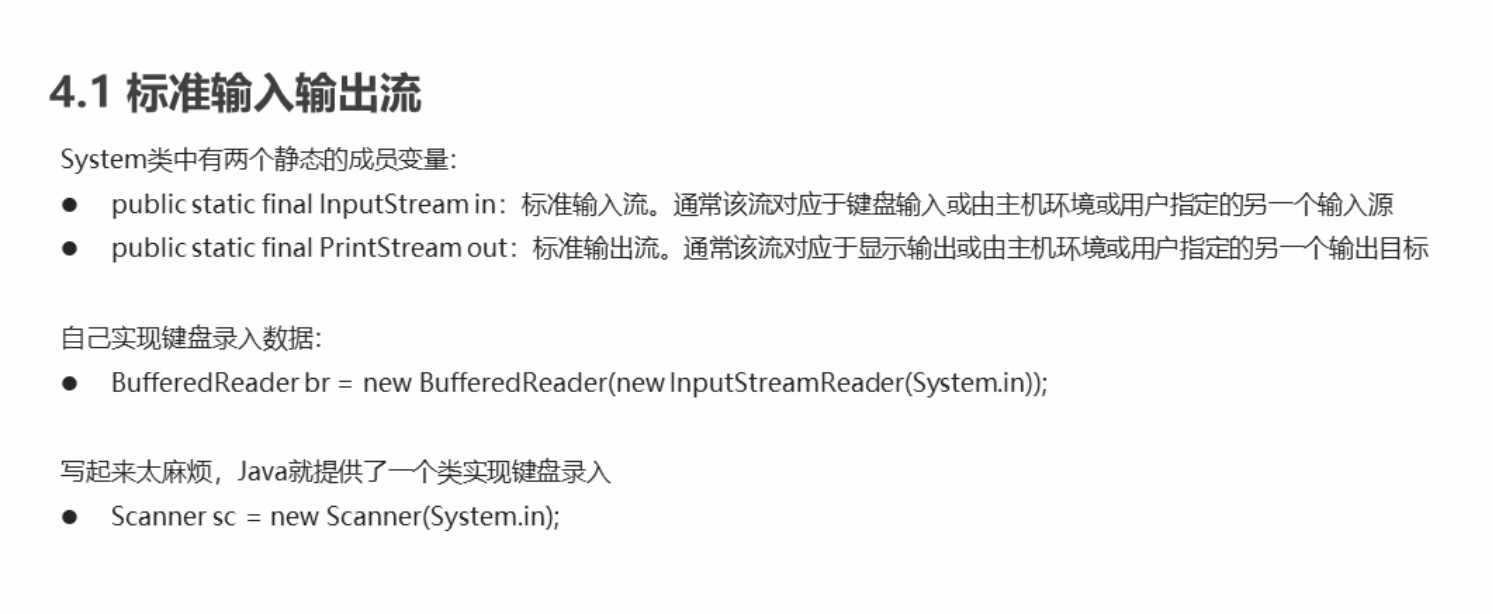 4.1 标准输入输出流
System类中有两个静态的成员变量：
● public static final InputStream in：标准输入流。通常该流对应于键盘输入或由主机环境或用户指定的另一个输入源
● public static final PrintStream out：标准输出流。通常该流对应于显示输出或由主机环境或用户指定的另一个输出目标
自己实现键盘录入数据：
● BufferedReader br = new BufferedReader(new InputStreamReader(System.in));
写起来太麻烦，Java就提供了一个类实现键盘录入
● Scanner sc = new Scanner(System.in);